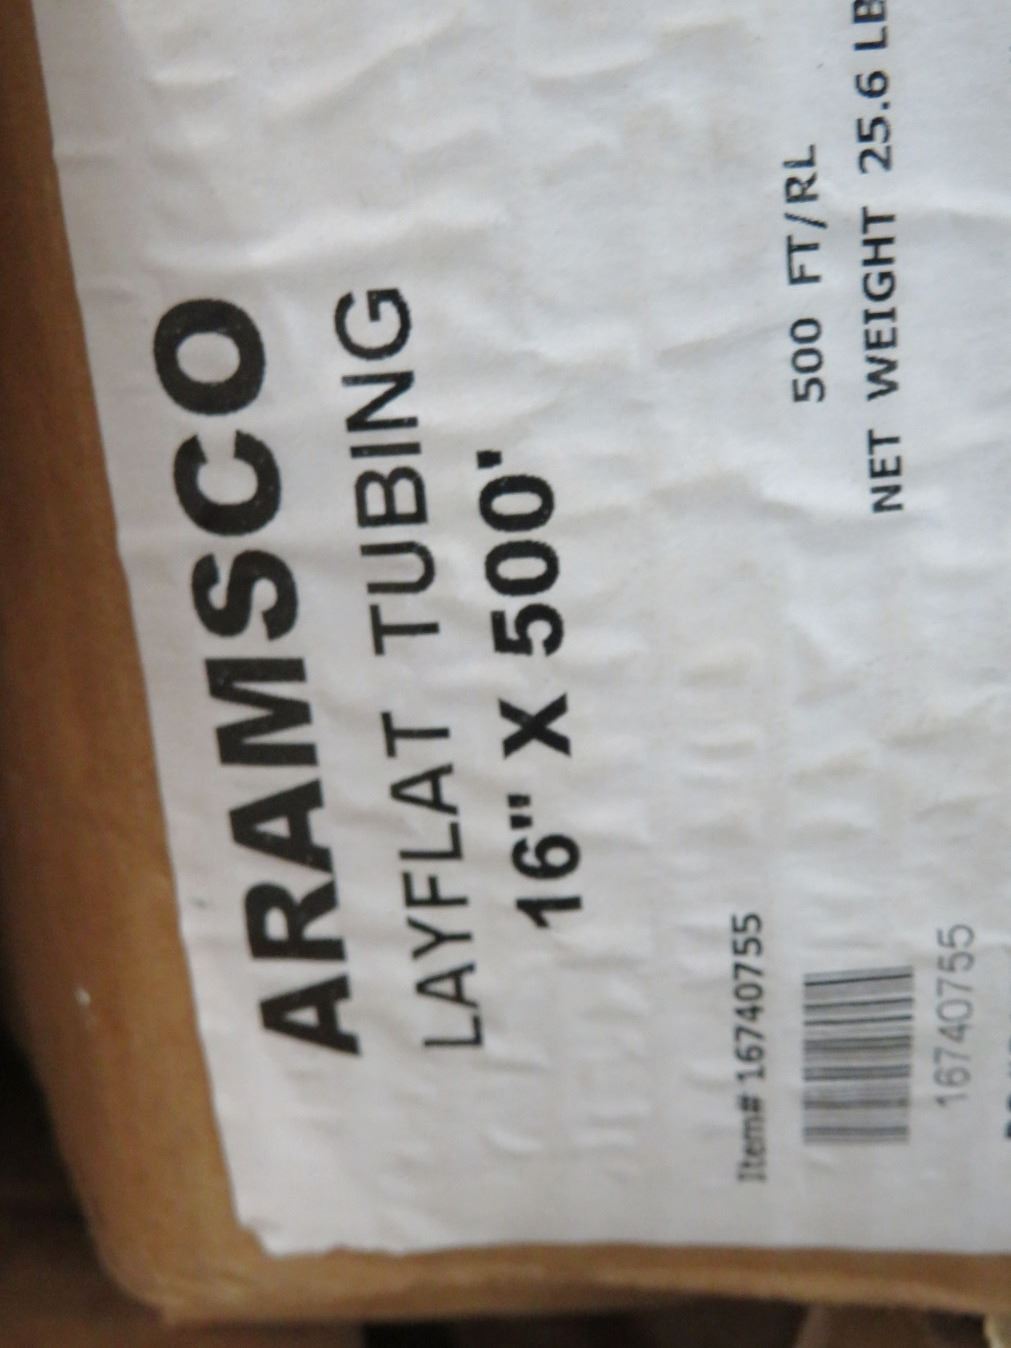 ARAMSCO
LAYFLAT TUBING
16" X 500'
Item# 16740755
500 FT/RL
NET WEIGHT 25.6 LB
16740755